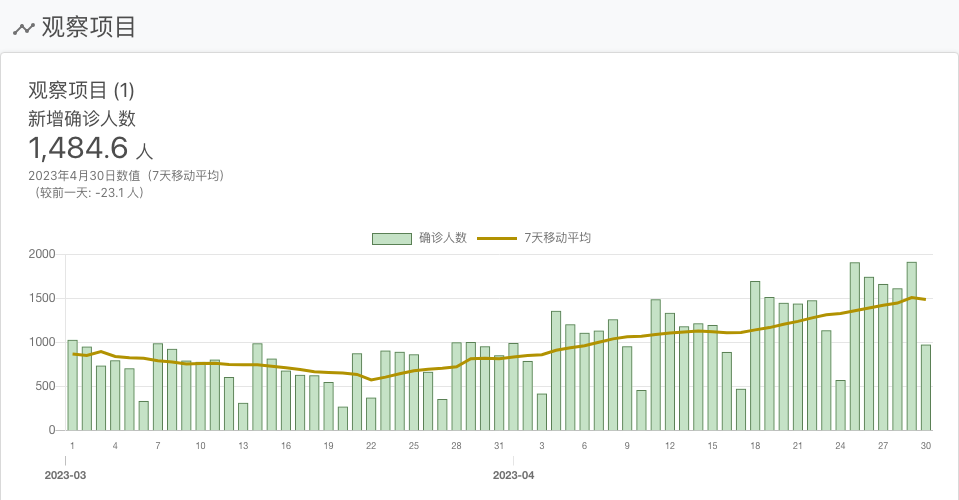 观察项目
观察项目 (1)
新增确诊人数
1,484.6 人
2023年4月30日数值（7天移动平均）
（较前一天: -23.1 人）
确诊人数 7天移动平均
2000
1500
1000
500
0
1 4 7 10 13 16 19 22 25 28 31 3 6 9 12 15 18 21 24 27 30
2023-03 2023-04